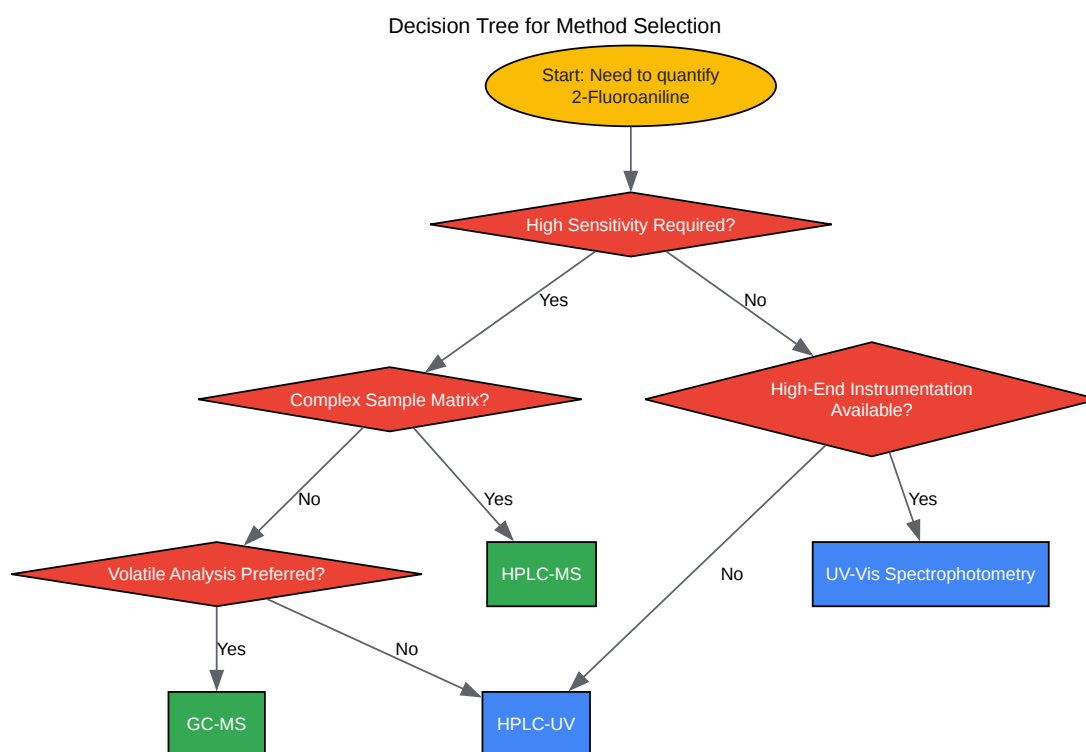 Decision Tree for Method Selection
Start: Need to quantify
2-Fluoroaniline
High Sensitivity Required?
Yes
No
Complex Sample Matrix?
High-End Instrumentation
Available?
No
Yes
Yes
Volatile Analysis Preferred?
HPLC-MS
No
UV-Vis Spectrophotometry
Yes
No
GC-MS
HPLC-UV